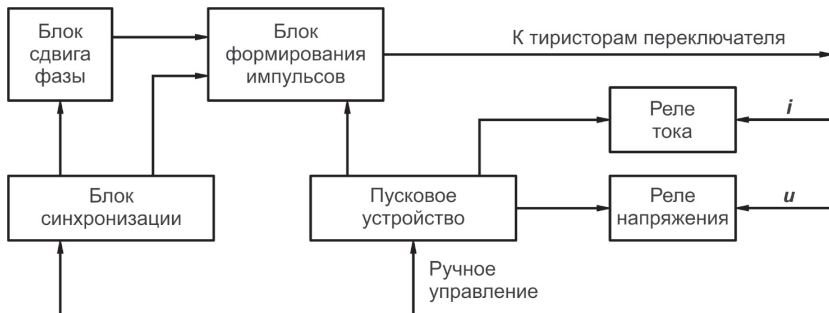 Блок
сдвига
фазы
Блок
формирования
импульсов
К тиристорам переключателя
Реле
тока
i
Блок
синхронизации
Пусковое
устройство
Реле
напряжения
u
Ручное
управление